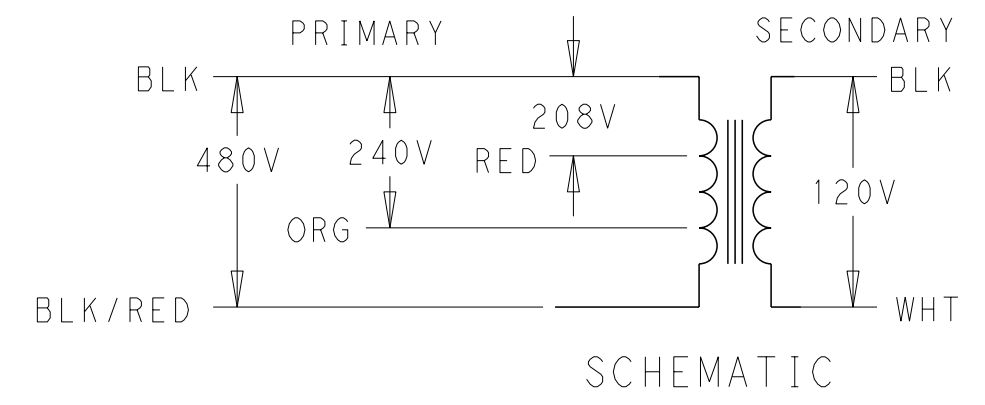 PRIMARY
SECONDARY
BLK
BLK
208V
480V
240V
RED
120V
ORG
BLK/RED
WHT
SCHEMATIC